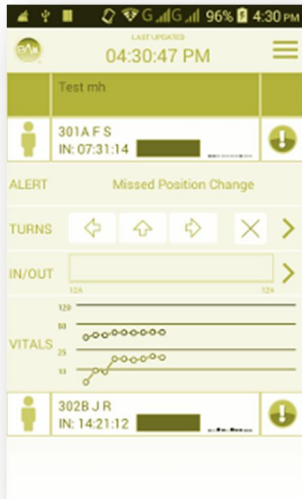 G G 96% 4:30 PM
BAM
LAST UPDATED
04:30:47 PM
Test mh
301A F S
IN: 07:31:14
ALERT Missed Position Change
TURNS
IN/OUT
12A 12A
120
50
VITALS 25
302B J R
IN: 14:21:12